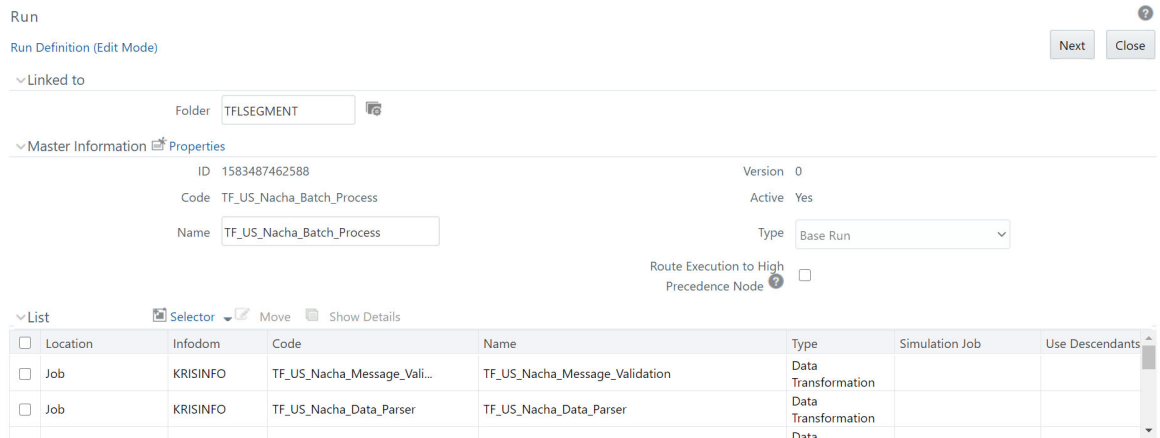 Run
Run Definition (Edit Mode)
Next Close
Linked to
Folder TFLSEGMENT
Master Information Properties
ID 1583487462588 Version 0
Code TF_US_Nacha_Batch_Process Active Yes
Name TF_US_Nacha_Batch_Process Type Base Run
Route Execution to High
Precedence Node
List Selector Move Show Details
Location Infodom Code Name Type Simulation Job Use Descendants
Job KRISINFO TF_US_Nacha_Message_Vali... TF_US_Nacha_Message_Validation Data
Transformation
Job KRISINFO TF_US_Nacha_Data_Parser TF_US_Nacha_Data_Parser Data
Transformation
Data